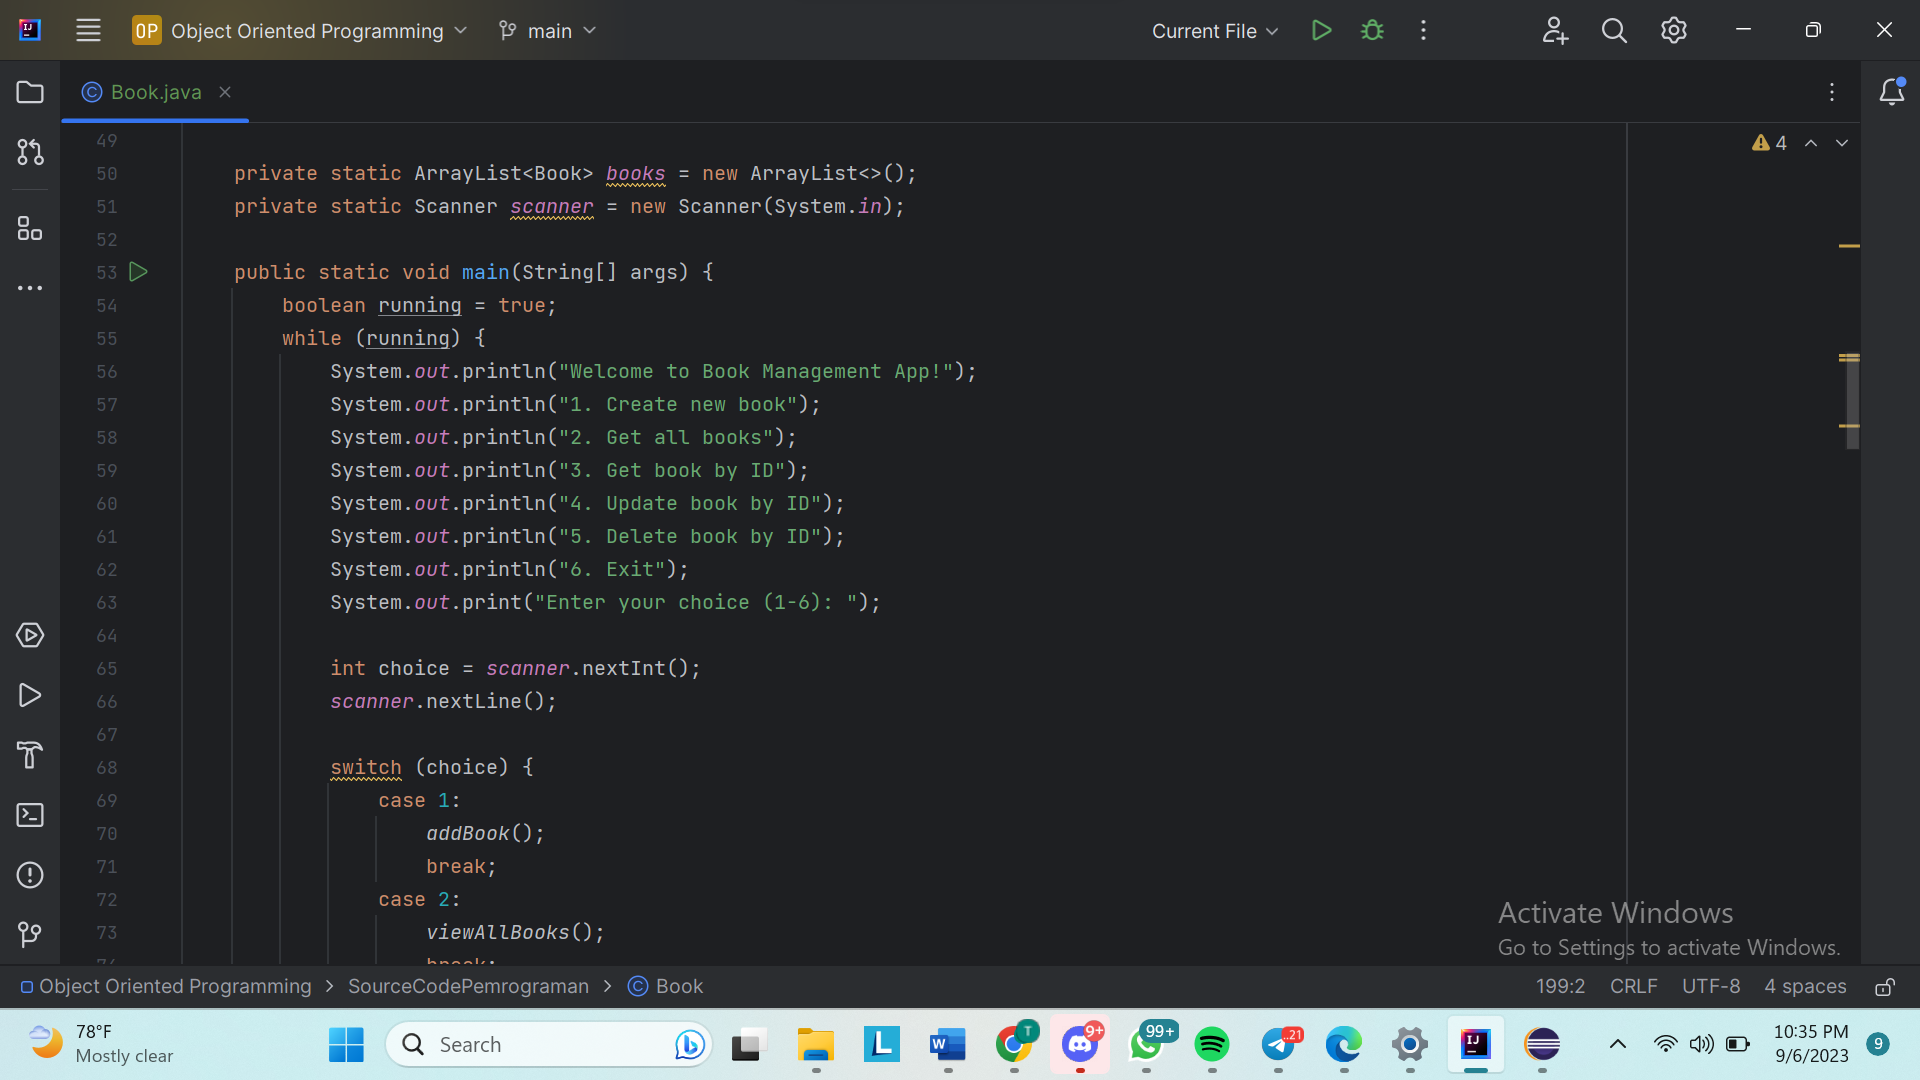 OP Object Oriented Programming main Current File
Book.java
4
49
50 private static ArrayList<Book> books = new ArrayList<>();
51 private static Scanner scanner = new Scanner(System.in);
52
53 public static void main(String[] args) {
54 boolean running = true;
55 while (running) {
56 System.out.println("Welcome to Book Management App!");
57 System.out.println("1. Create new book");
58 System.out.println("2. Get all books");
59 System.out.println("3. Get book by ID");
60 System.out.println("4. Update book by ID");
61 System.out.println("5. Delete book by ID");
62 System.out.println("6. Exit");
63 System.out.print("Enter your choice (1-6): ");
64
65 int choice = scanner.nextInt();
66 scanner.nextLine();
67
68 switch (choice) {
69 case 1:
70 addBook();
71 break;
72 case 2:
73 viewAllBooks();
Activate Windows
Go to Settings to activate Windows.
Object Oriented Programming > SourceCodePemrograman > Book 199:2 CRLF UTF-8 4 spaces
78°F
Mostly clear
Search
T
9+
99+
..21
10:35 PM
9/6/2023
9